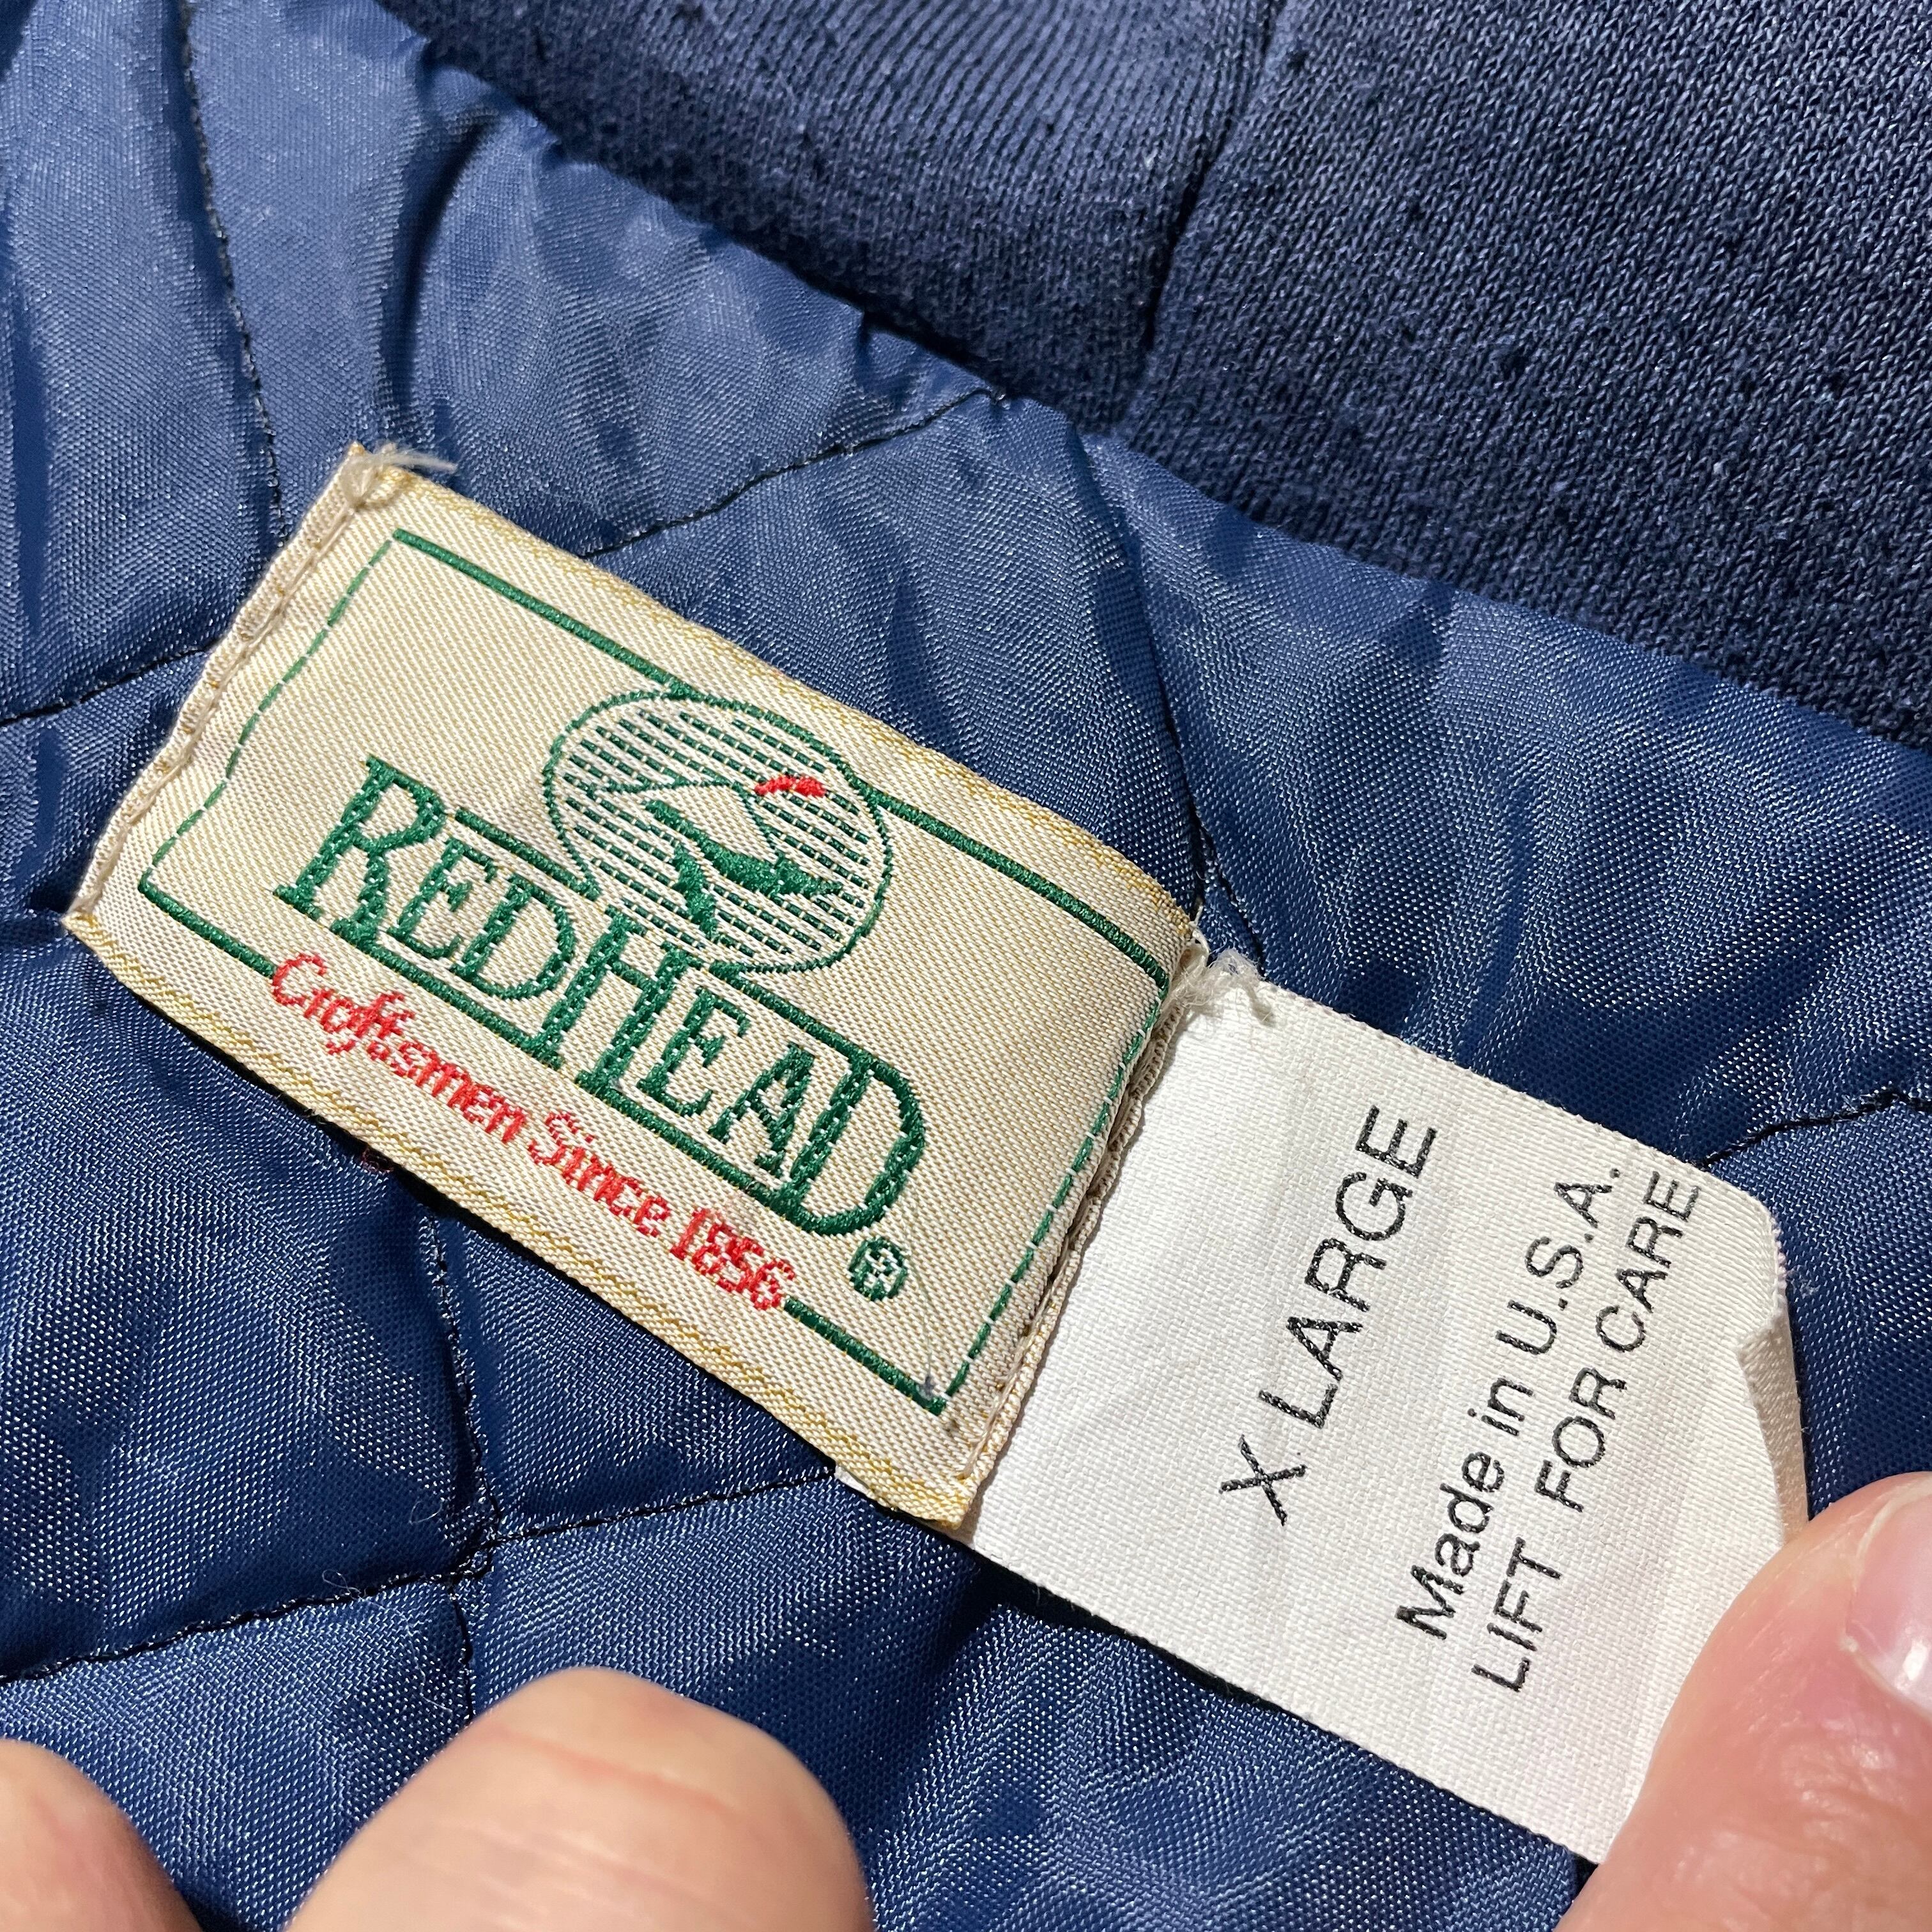 REDHEAD®
Craftsmen Since 1856
X LARGE
Made in U.S.A.
LIFT FOR CARE